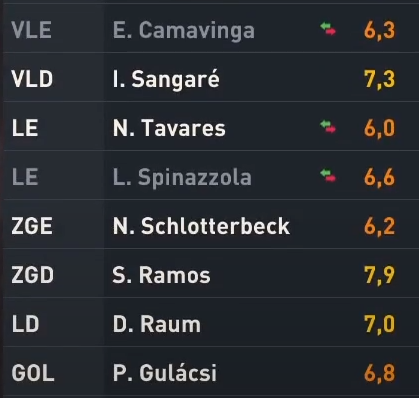 VLE E. Camavinga 6,3
VLD I. Sangaré 7,3
LE N. Tavares 6,0
LE L. Spinazzola 6,6
ZGE N. Schlotterbeck 6,2
ZGD S. Ramos 7,9
LD D. Raum 7,0
GOL P. Gulácsi 6,8